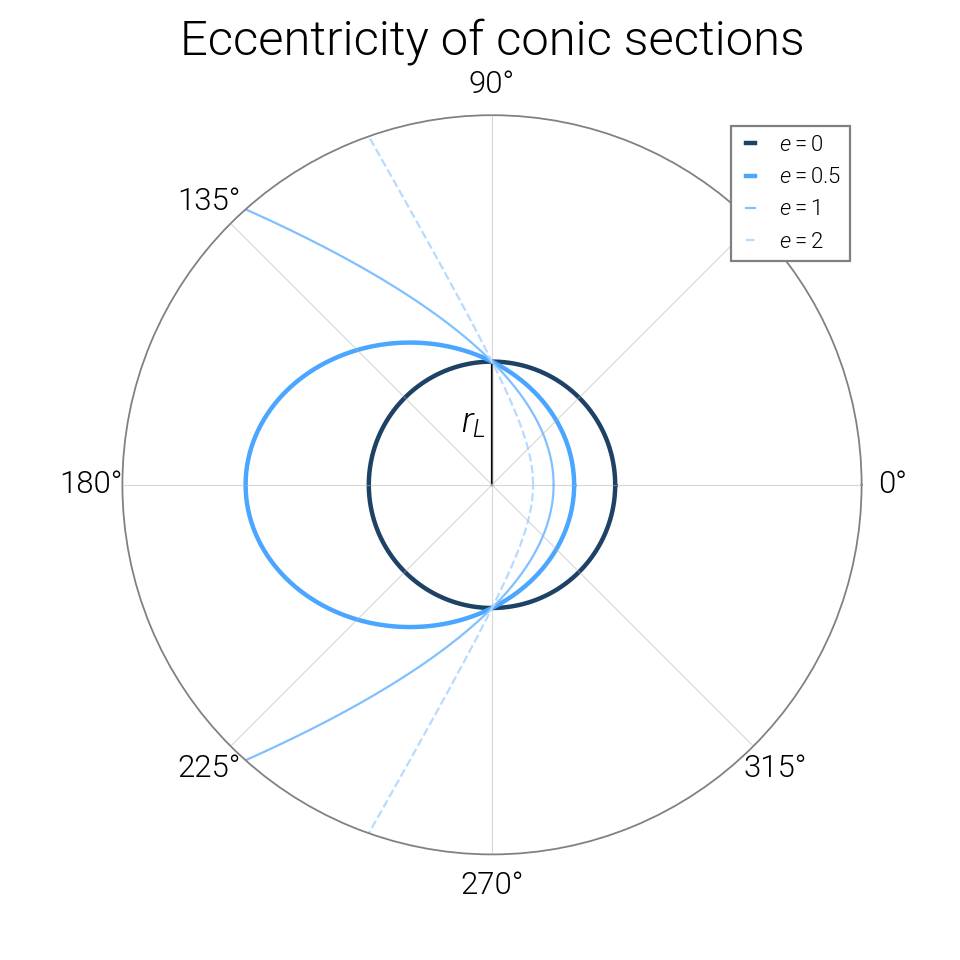 Eccentricity of conic sections
90°
e = 0
e = 0.5
e = 1
e = 2
135°
r_L
180°
0°
225°
315°
270°